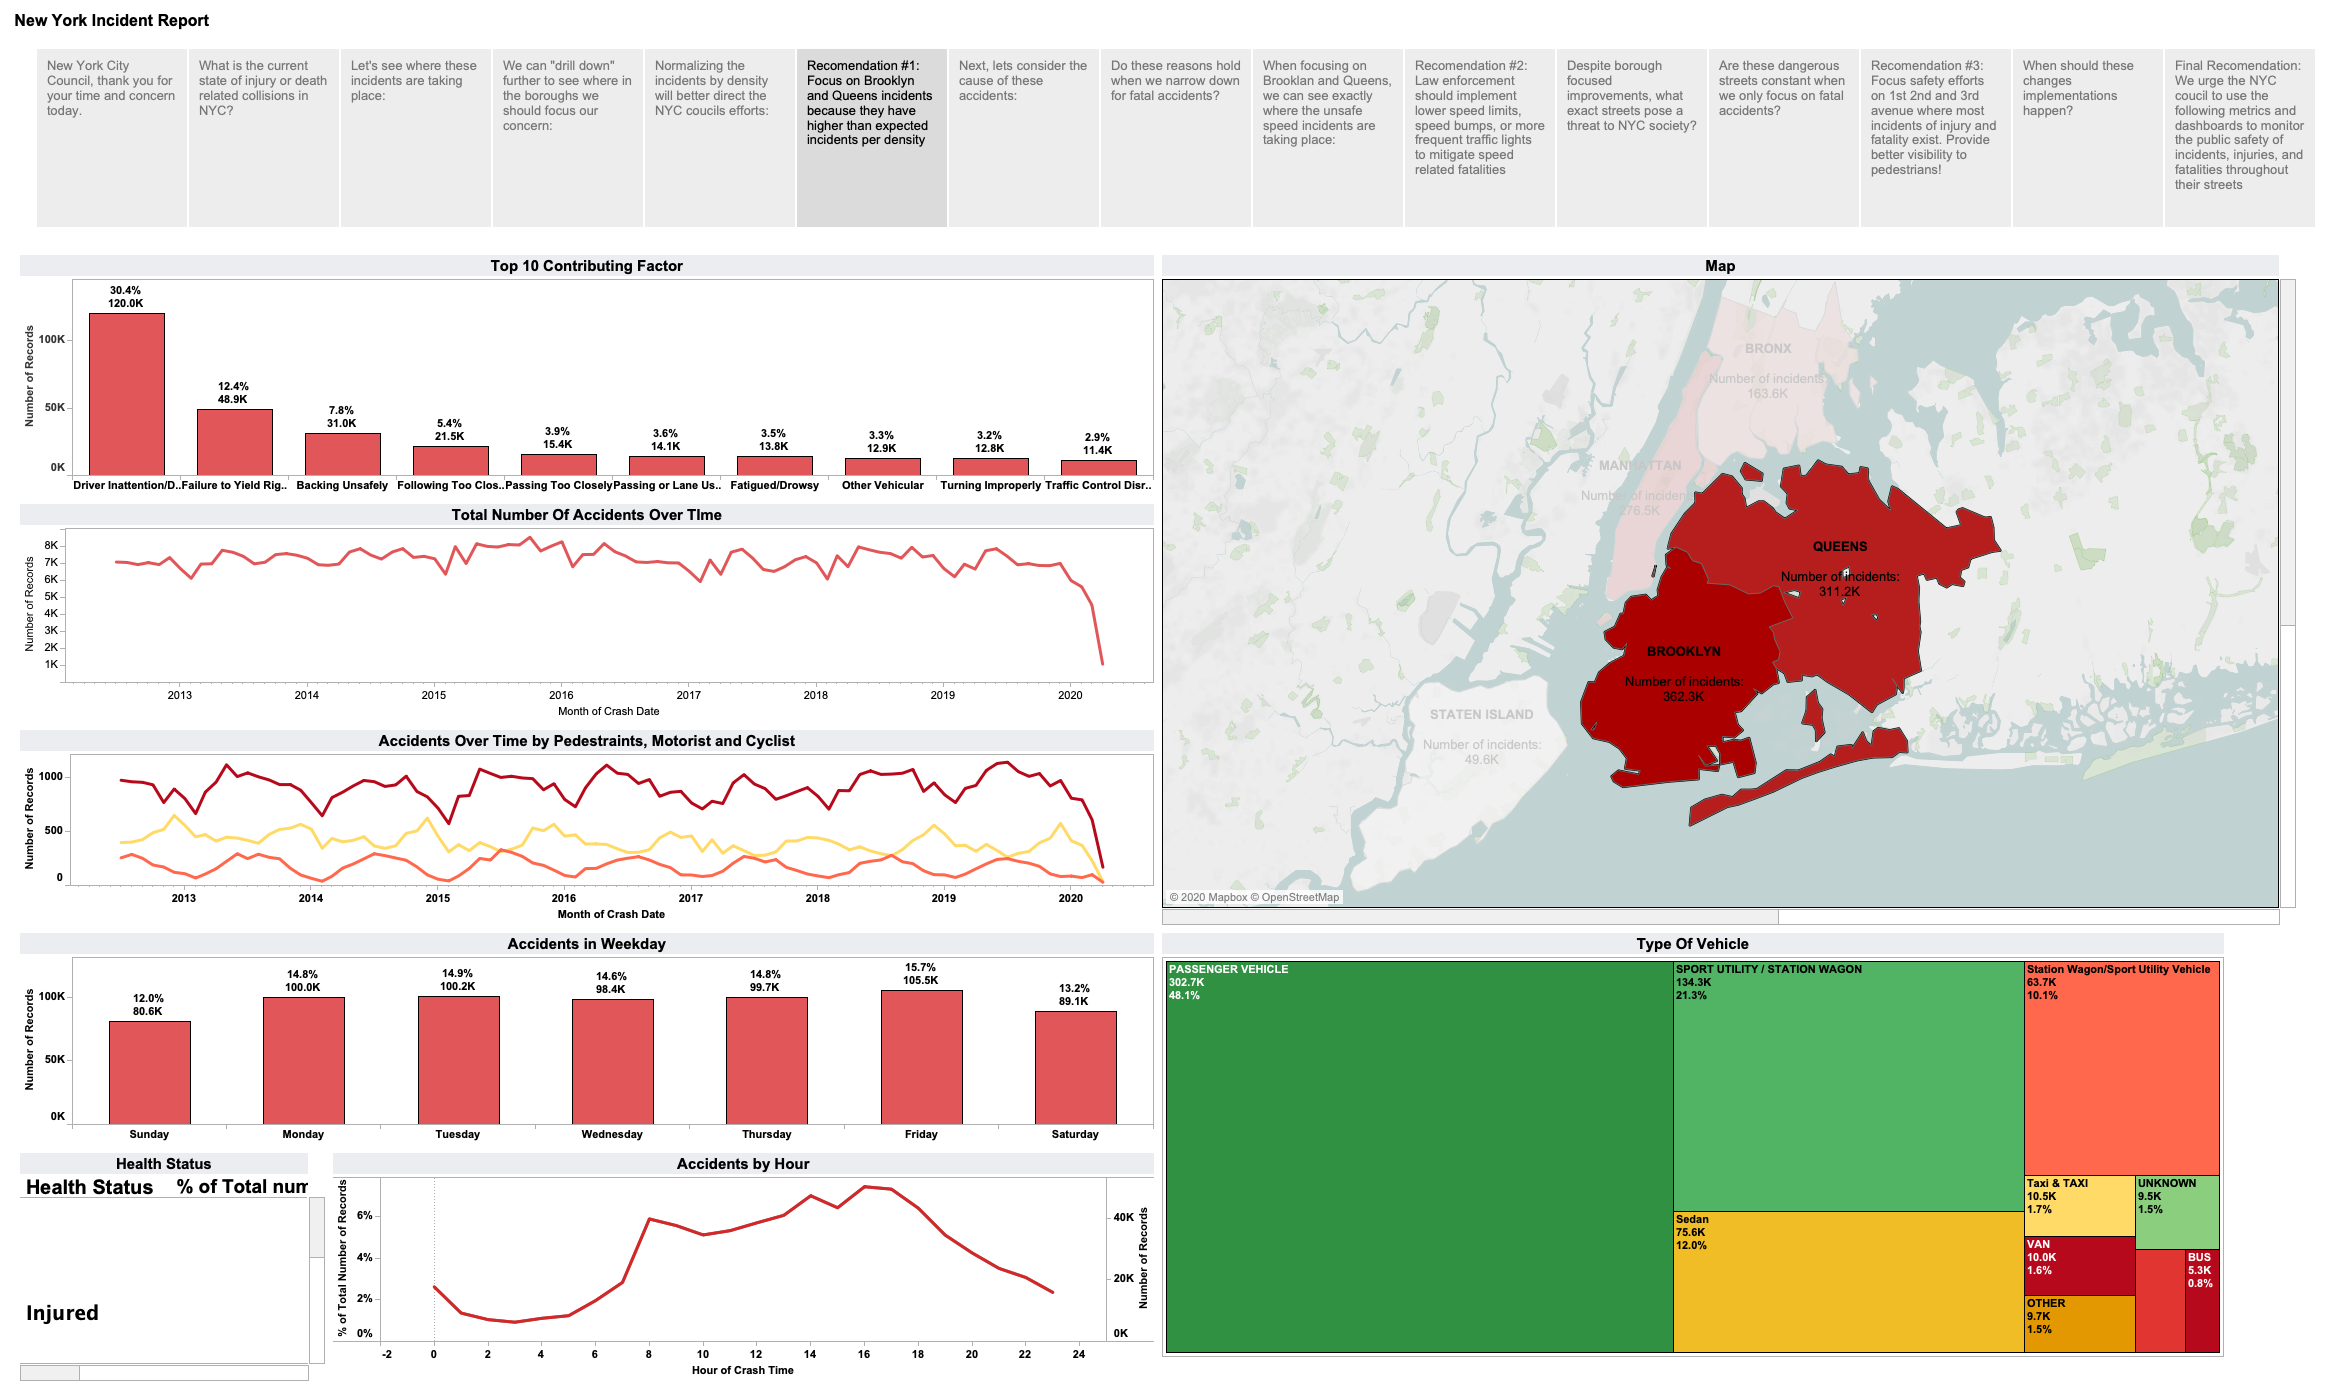 New York Incident Report
New York City
Council, thank you for
your time and concern
today.
What is the current
state of injury or death
related collisions in
NYC?
Let's see where these
incidents are taking
place:
We can "drill down"
further to see where in
the boroughs we
should focus our
concern:
Normalizing the
incidents by density
will better direct the
NYC coucils efforts:
Recomendation #1:
Focus on Brooklyn
and Queens incidents
because they have
higher than expected
incidents per density
Next, lets consider the
cause of these
accidents:
Do these reasons hold
when we narrow down
for fatal accidents?
When focusing on
Brooklan and Queens,
we can see exactly
where the unsafe
speed incidents are
taking place:
Recomendation #2:
Law enforcement
should implement
lower speed limits,
speed bumps, or more
frequent traffic lights
to mitigate speed
related fatalities
Despite borough
focused
improvements, what
exact streets pose a
threat to NYC society?
Are these dangerous
streets constant when
we only focus on fatal
accidents?
Recomendation #3:
Focus safety efforts
on 1st 2nd and 3rd
avenue where most
incidents of injury and
fatality exist. Provide
better visibility to
pedestrians!
When should these
changes
implementations
happen?
Final Recomendation:
We urge the NYC
coucil to use the
following metrics and
dashboards to monitor
the public safety of
incidents, injuries, and
fatalities throughout
their streets
Top 10 Contributing Factor
Number of Records
100K
50K
0K
30.4%
120.0K
12.4%
48.9K
7.8%
31.0K
5.4%
21.5K
3.9%
15.4K
3.6%
14.1K
3.5%
13.8K
3.3%
12.9K
3.2%
12.8K
2.9%
11.4K
Driver Inattention/D.. Failure to Yield Rig.. Backing Unsafely Following Too Clos.. Passing Too Closely Passing or Lane Us.. Fatigued/Drowsy Other Vehicular Turning Improperly Traffic Control Disr..
Total Number Of Accidents Over TIme
Number of Records
8K
7K
6K
5K
4K
3K
2K
1K
2013 2014 2015 2016 2017 2018 2019 2020
Month of Crash Date
Accidents Over Time by Pedestraints, Motorist and Cyclist
Number of Records
1000
500
0
2013 2014 2015 2016 2017 2018 2019 2020
Month of Crash Date
Accidents in Weekday
Number of Records
100K
50K
0K
12.0%
80.6K
14.8%
100.0K
14.9%
100.2K
14.6%
98.4K
14.8%
99.7K
15.7%
105.5K
13.2%
89.1K
Sunday Monday Tuesday Wednesday Thursday Friday Saturday
Health Status
Health Status % of Total num
Injured
Accidents by Hour
% of Total Number of Records
6%
4%
2%
0%
40K
20K
0K
Number of Records
-2 0 2 4 6 8 10 12 14 16 18 20 22 24
Hour of Crash Time
Map
BRONX
Number of incidents
163.6K
MANHATTAN
Number of inciden
276.5K
QUEENS
Number of incidents:
311.2K
BROOKLYN
Number of incidents:
362.3K
STATEN ISLAND
Number of incidents:
49.6K
© 2020 Mapbox © OpenStreetMap
Type Of Vehicle
PASSENGER VEHICLE
302.7K
48.1%
SPORT UTILITY / STATION WAGON
134.3K
21.3%
Station Wagon/Sport Utility Vehicle
63.7K
10.1%
Sedan
75.6K
12.0%
Taxi & TAXI
10.5K
1.7%
UNKNOWN
9.5K
1.5%
VAN
10.0K
1.6%
BUS
5.3K
0.8%
OTHER
9.7K
1.5%